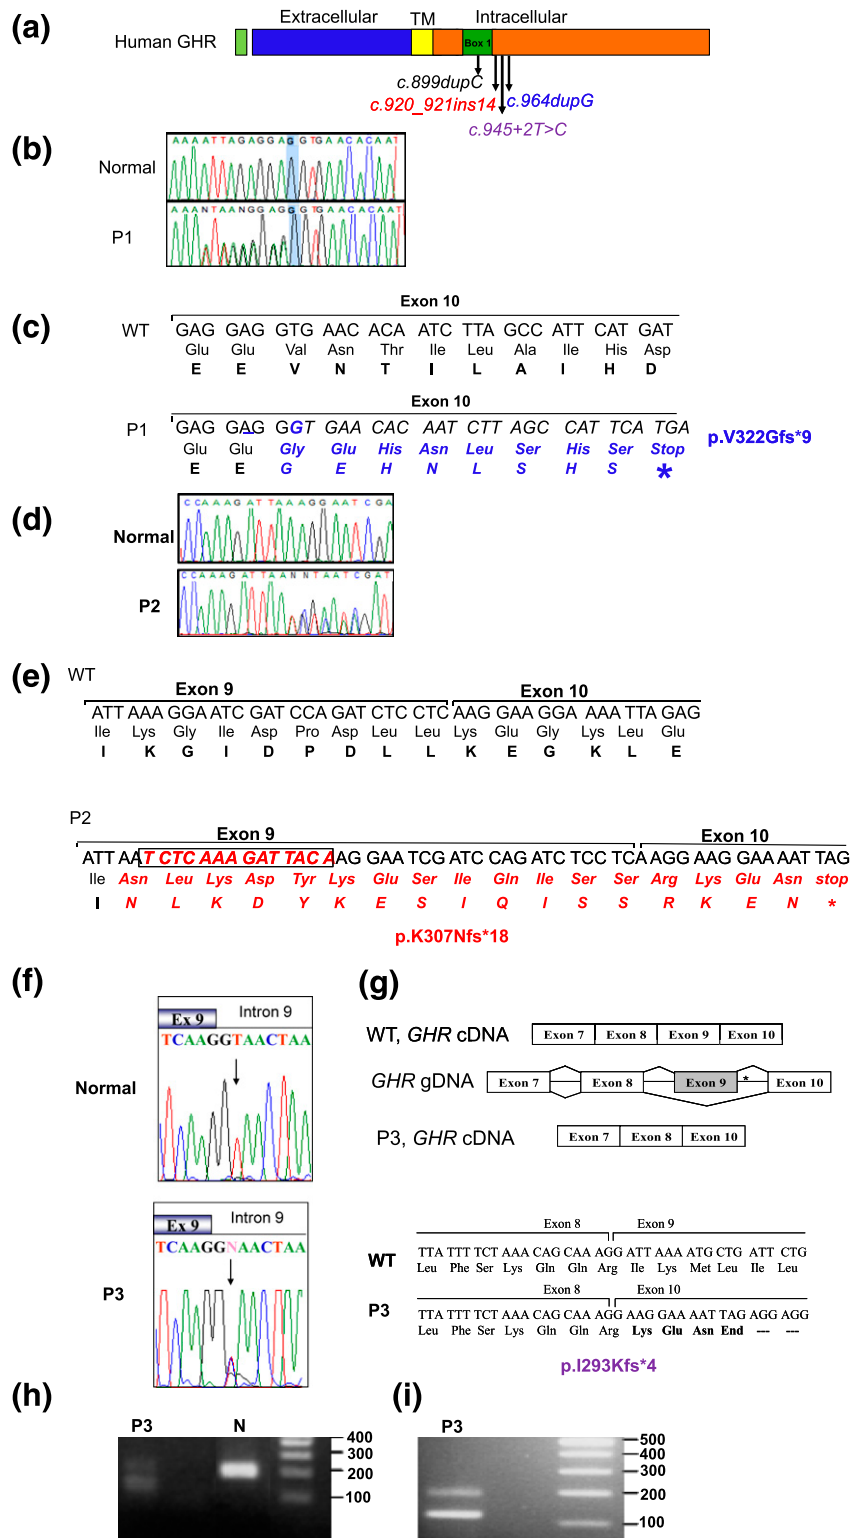 (a)
Extracellular TM Intracellular
Human GHR
Box 1
c.899dupC
c.920_921ins14 c.964dupG
c.945+2T>C
(b)
AAAATTAGAGGAGGGTGAACACAAT
Normal
AAANTAANGGAGGGTGAACACAAT
P1
(c)
Exon 10
WT GAG GAG GTG AAC ACA ATC TTA GCC ATT CAT GAT
Glu Glu Val Asn Thr Ile Leu Ala Ile His Asp
E E V N T I L A I H D
Exon 10
P1 GAG GAG GGT GAA CAC AAT CTT AGC CAT TCA TGA
p.V322Gfs*9
Glu Glu Gly Glu His Asn Leu Ser His Ser Stop
E E G E H N L S H S *
(d)
CCAAAGATTAAAGGAATCGA
Normal
CCAAAGATTAANNTAATCGAT
P2
(e)
WT
Exon 9 Exon 10
ATT AAA GGA ATC GAT CCA GAT CTC CTC AAG GAA GGA AAA TTA GAG
Ile Lys Gly Ile Asp Pro Asp Leu Leu Lys Glu Gly Lys Leu Glu
I K G I D P D L L K E G K L E
P2
Exon 9 Exon 10
ATT AAT CTC AAA GAT TAC AAG GAA TCG ATC CAG ATC TCC TCA AGG AAG GAA AAT TAG
Ile Asn Leu Lys Asp Tyr Lys Glu Ser Ile Gln Ile Ser Ser Arg Lys Glu Asn stop
I N L K D Y K E S I Q I S S R K E N *
p.K307Nfs*18
(f)
Ex 9 Intron 9
TCAAGGTAACTAA
Normal
Ex 9 Intron 9
TCAAGGNAACTAA
P3
(g)
WT, GHR cDNA Exon 7 Exon 8 Exon 9 Exon 10
GHR gDNA Exon 7 Exon 8 Exon 9 * Exon 10
P3, GHR cDNA Exon 7 Exon 8 Exon 10
Exon 8 Exon 9
WT TTA TTT TCT AAA CAG CAA AGG ATT AAA ATG CTG ATT CTG
Leu Phe Ser Lys Gln Gln Arg Ile Lys Met Leu Ile Leu
Exon 8 Exon 10
P3 TTA TTT TCT AAA CAG CAA AGG AAG GAA AAT TAG AGG AGG
Leu Phe Ser Lys Gln Gln Arg Lys Glu Asn End --- ---
p.I293Kfs*4
(h)
P3 N
400
300
200
100
(i)
P3
500
400
300
200
100